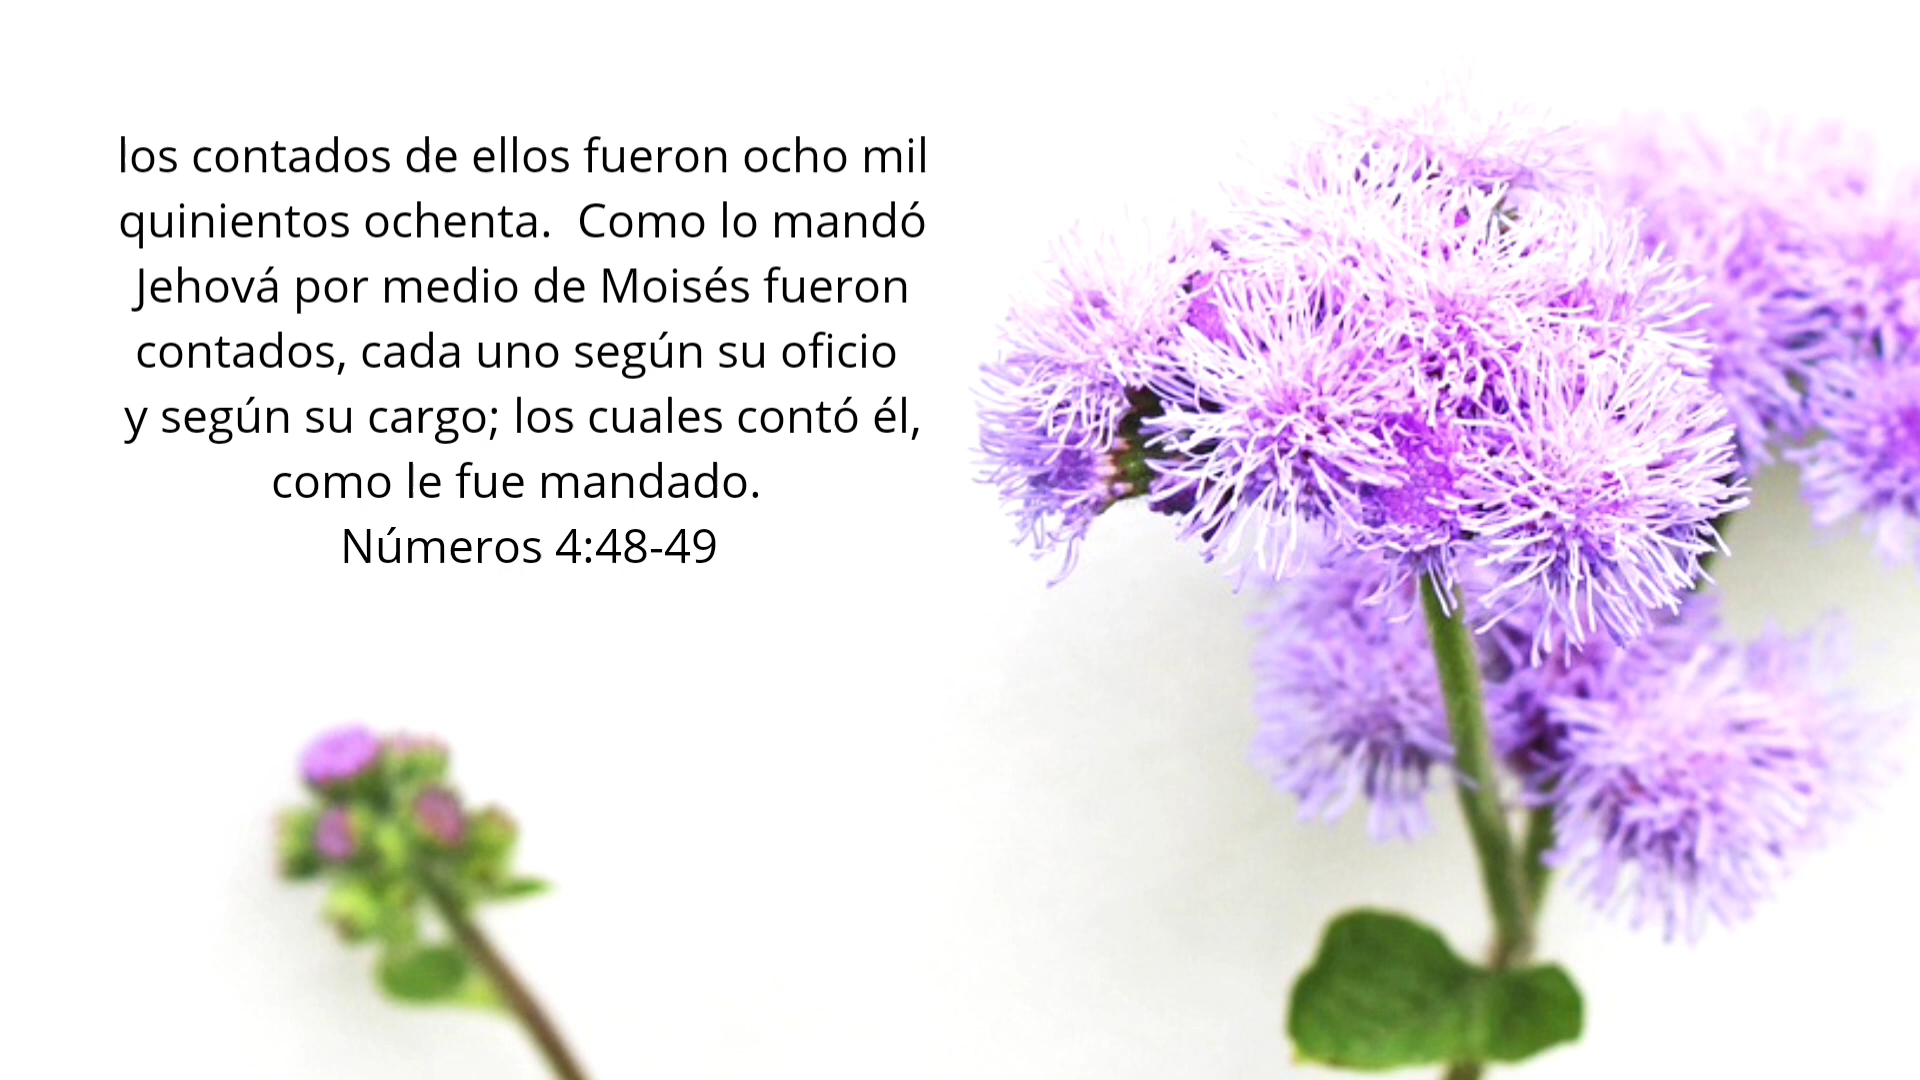 los contados de ellos fueron ocho mil
quinientos ochenta.  Como lo mandó
Jehová por medio de Moisés fueron
contados, cada uno según su oficio
y según su cargo; los cuales contó él,
como le fue mandado.
Números 4:48-49